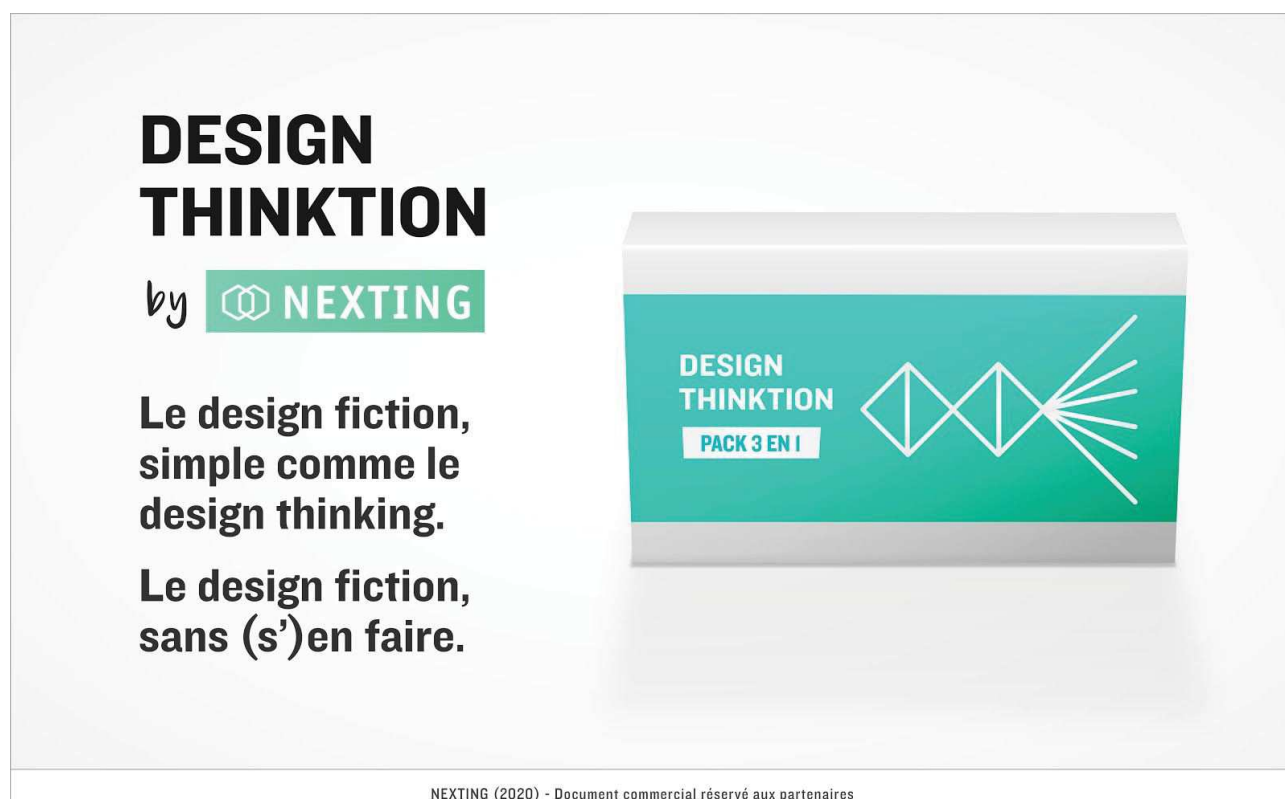 DESIGN
THINKTION
by NEXTING
Le design fiction,
simple comme le
design thinking.
Le design fiction,
sans (s')en faire.
DESIGN
THINKTION
PACK 3 EN I
NEXTING (2020) - Document commercial réservé aux partenaires